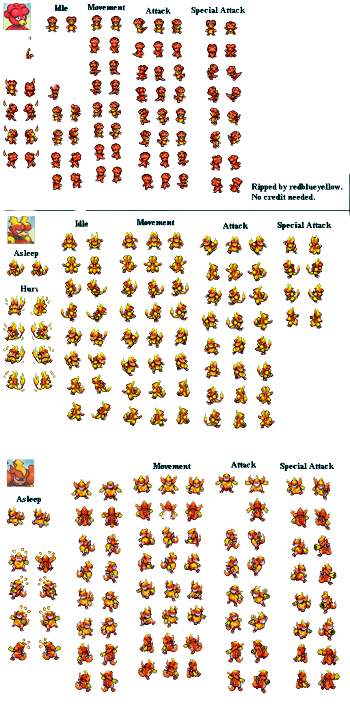 Idle
Movement
Attack
Special Attack
Ripped by redblueyellow.
No credit needed.
Idle
Movement
Attack
Special Attack
Asleep
Hurt
Movement
Attack
Special Attack
Asleep